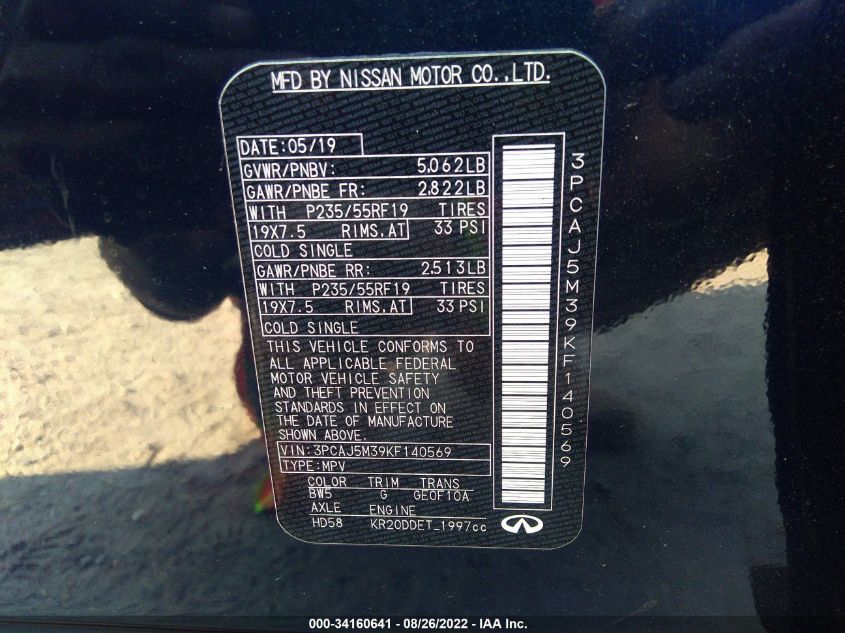 MFD BY NISSAN MOTOR CO.,LTD.
DATE:05/19
GVWR/PNBV: 5,062LB
GAWR/PNBE FR: 2,822LB
WITH P235/55RF19 TIRES
19X7.5 RIMS,AT 33 PSI
COLD SINGLE
GAWR/PNBE RR: 2,513LB
WITH P235/55RF19 TIRES
19X7.5 RIMS,AT 33 PSI
COLD SINGLE
THIS VEHICLE CONFORMS TO
ALL APPLICABLE FEDERAL
MOTOR VEHICLE SAFETY
AND THEFT PREVENTION
STANDARDS IN EFFECT ON
THE DATE OF MANUFACTURE
SHOWN ABOVE.
VIN:3PCAJ5M39KF140569
TYPE:MPV
COLOR TRIM TRANS
BW5 G GE0F10A
AXLE ENGINE
HD58 KR20DDET_1997cc
3PCAJ5M39KF140569
000-34160641 - 08/26/2022 - IAA Inc.